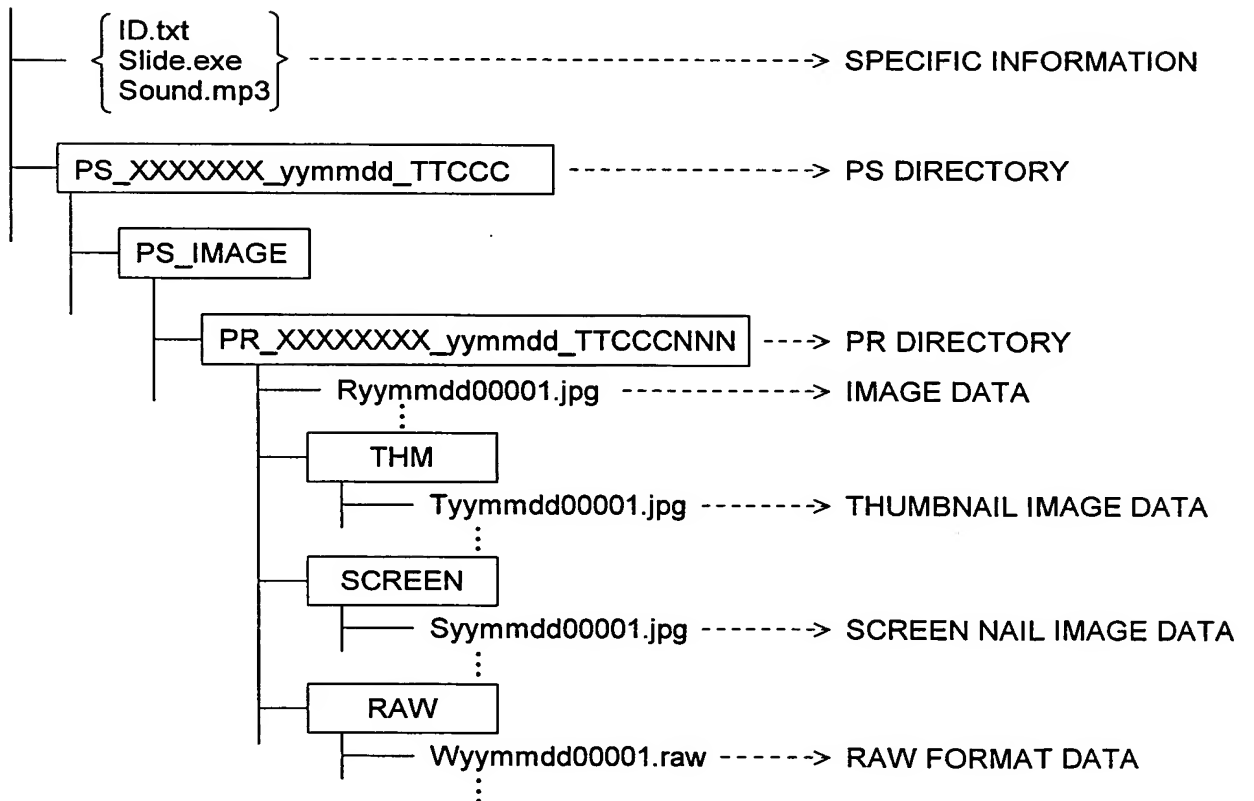 ID.txt
Slide.exe
Sound.mp3
SPECIFIC INFORMATION
PS_XXXXXXX_yymmdd_TTCCC
PS DIRECTORY
PS_IMAGE
PR_XXXXXXXX_yymmdd_TTCCCNNN
PR DIRECTORY
Ryymmdd00001.jpg
IMAGE DATA
THM
Tyymmdd00001.jpg
THUMBNAIL IMAGE DATA
SCREEN
Syymmdd00001.jpg
SCREEN NAIL IMAGE DATA
RAW
Wyymmdd00001.raw
RAW FORMAT DATA